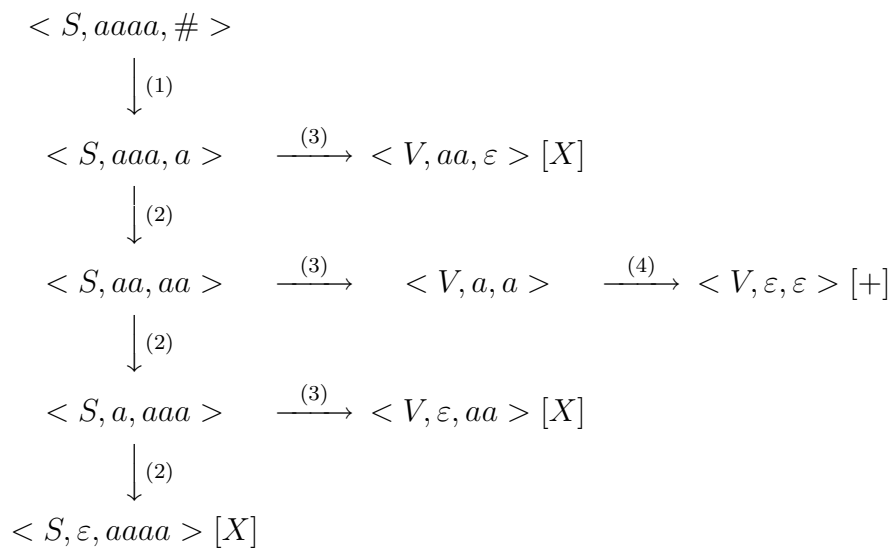 < S, aaaa, # >
(1)
< S, aaa, a > (3) < V, aa, ε > [X]
(2)
< S, aa, aa > (3) < V, a, a > (4) < V, ε, ε > [+]
(2)
< S, a, aaa > (3) < V, ε, aa > [X]
(2)
< S, ε, aaaa > [X]